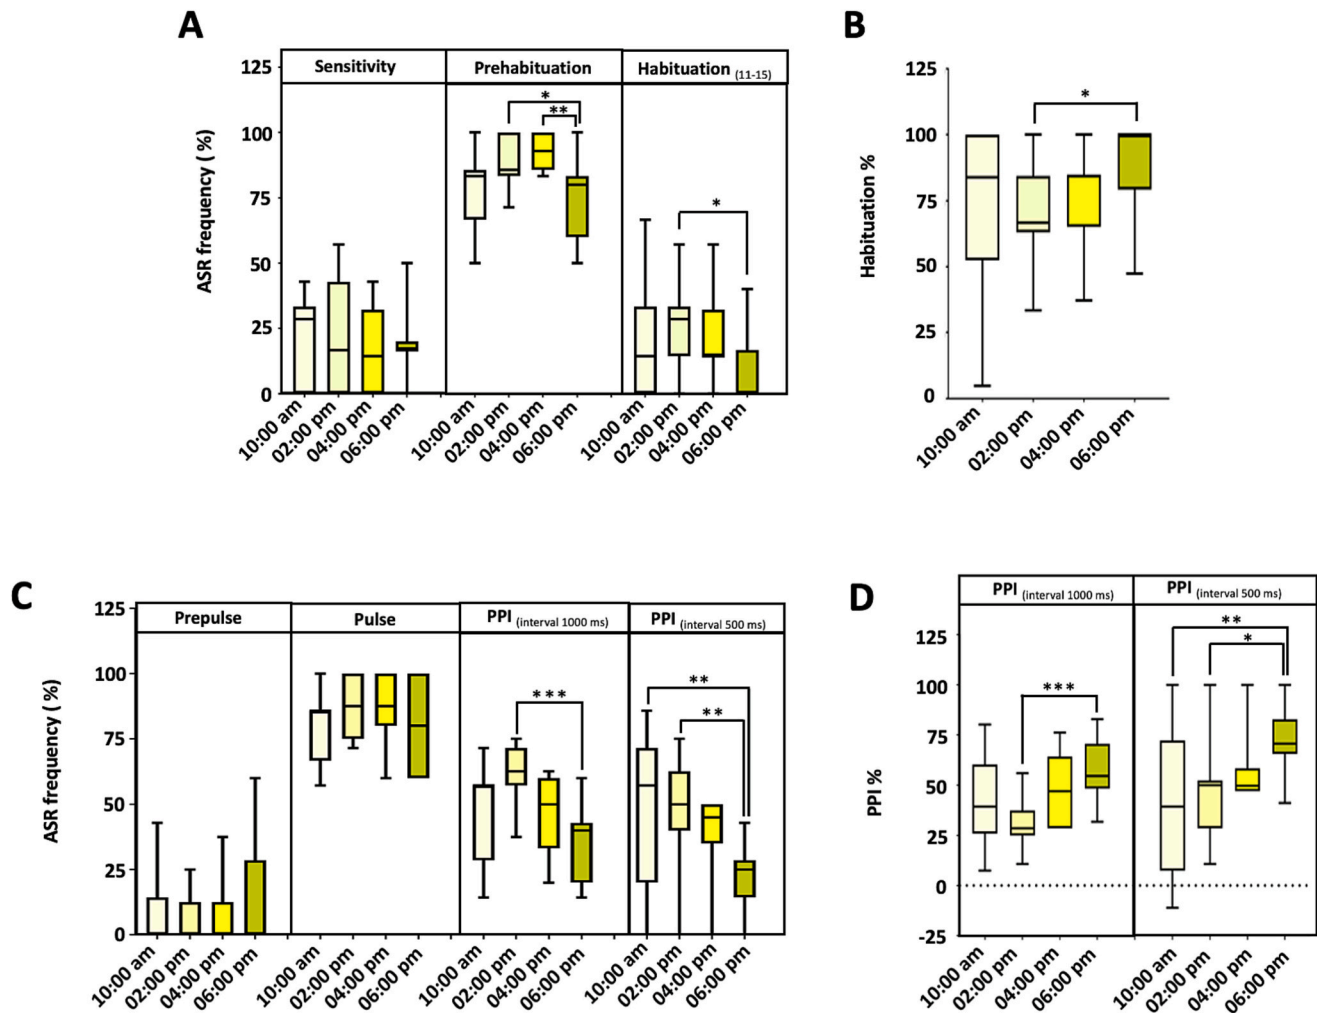 A
Sensitivity
Prehabituation
Habituation (11-15)
ASR frequency ( %)
125
100
75
50
25
0
*
**
*
10:00 am
02:00 pm
04:00 pm
06:00 pm
10:00 am
02:00 pm
04:00 pm
06:00 pm
10:00 am
02:00 pm
04:00 pm
06:00 pm
B
Habituation %
125
100
75
50
25
0
*
10:00 am
02:00 pm
04:00 pm
06:00 pm
C
Prepulse
Pulse
PPI (interval 1000 ms)
PPI (interval 500 ms)
ASR frequency ( %)
125
100
75
50
25
0
***
**
**
10:00 am
02:00 pm
04:00 pm
06:00 pm
10:00 am
02:00 pm
04:00 pm
06:00 pm
10:00 am
02:00 pm
04:00 pm
06:00 pm
10:00 am
02:00 pm
04:00 pm
06:00 pm
D
PPI (interval 1000 ms)
PPI (interval 500 ms)
PPI %
125
100
75
50
25
0
-25
***
**
*
10:00 am
02:00 pm
04:00 pm
06:00 pm
10:00 am
02:00 pm
04:00 pm
06:00 pm